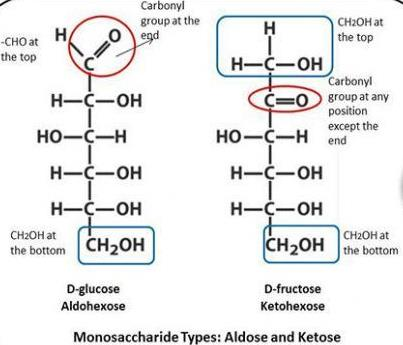 Carbonyl
group at the
end
-CHO at
the top
H
O
C
H–C–OH
HO–C–H
H–C–OH
H–C–OH
CH2OH at
the bottom
CH₂OH
D-glucose
Aldohexose
H
H–C–OH
CH2OH at
the top
C=O
Carbonyl
group at any
position
except the
end
HO–C–H
H–C–OH
H–C–OH
CH₂OH
CH2OH at
the bottom
D-fructose
Ketohexose
Monosaccharide Types: Aldose and Ketose